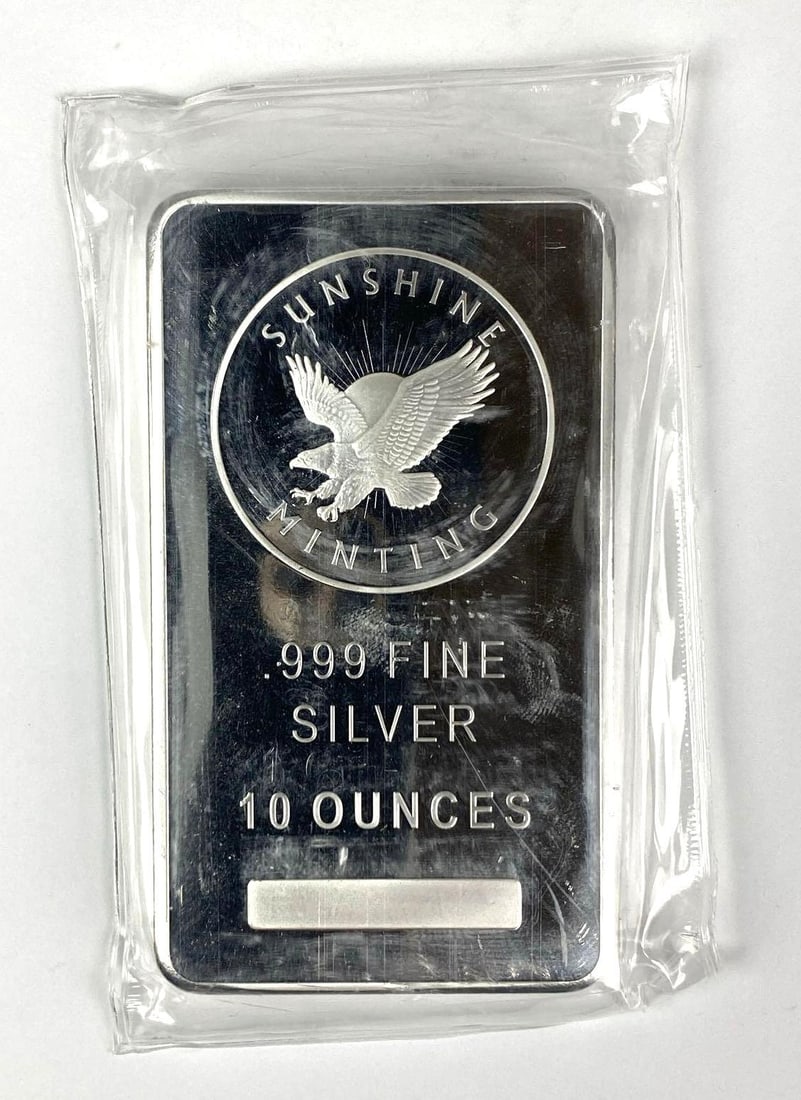 SUNSHINE
MINTING
.999 FINE
SILVER
10 OUNCES